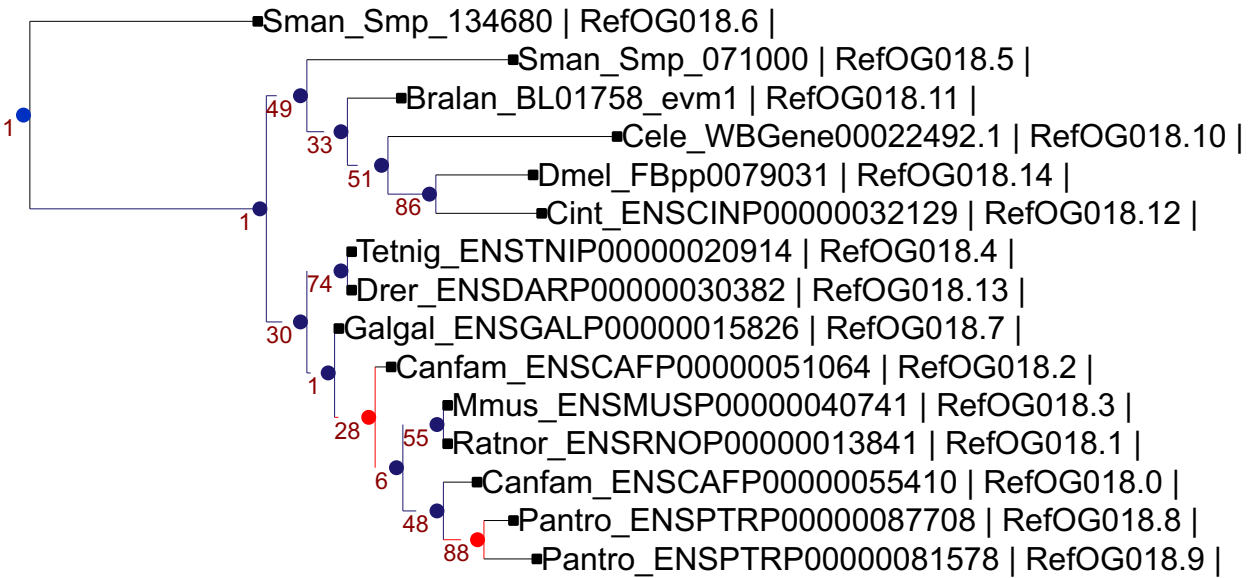 Sman_Smp_134680 | RefOG018.6 |
Sman_Smp_071000 | RefOG018.5 |
49
Bralan_BL01758_evm1 | RefOG018.11 |
1
33
Cele_WBGene00022492.1 | RefOG018.10 |
51
Dmel_FBpp0079031 | RefOG018.14 |
86
Cint_ENSCINP00000032129 | RefOG018.12 |
1
Tetnig_ENSTNIP00000020914 | RefOG018.4 |
74
Drer_ENSDARP00000030382 | RefOG018.13 |
30
Galgal_ENSGALP00000015826 | RefOG018.7 |
Canfam_ENSCAFP00000051064 | RefOG018.2 |
1
Mmus_ENSMUSP00000040741 | RefOG018.3 |
28
55
Ratnor_ENSRNOP00000013841 | RefOG018.1 |
6
Canfam_ENSCAFP00000055410 | RefOG018.0 |
48
Pantro_ENSPTRP00000087708 | RefOG018.8 |
88
Pantro_ENSPTRP00000081578 | RefOG018.9 |